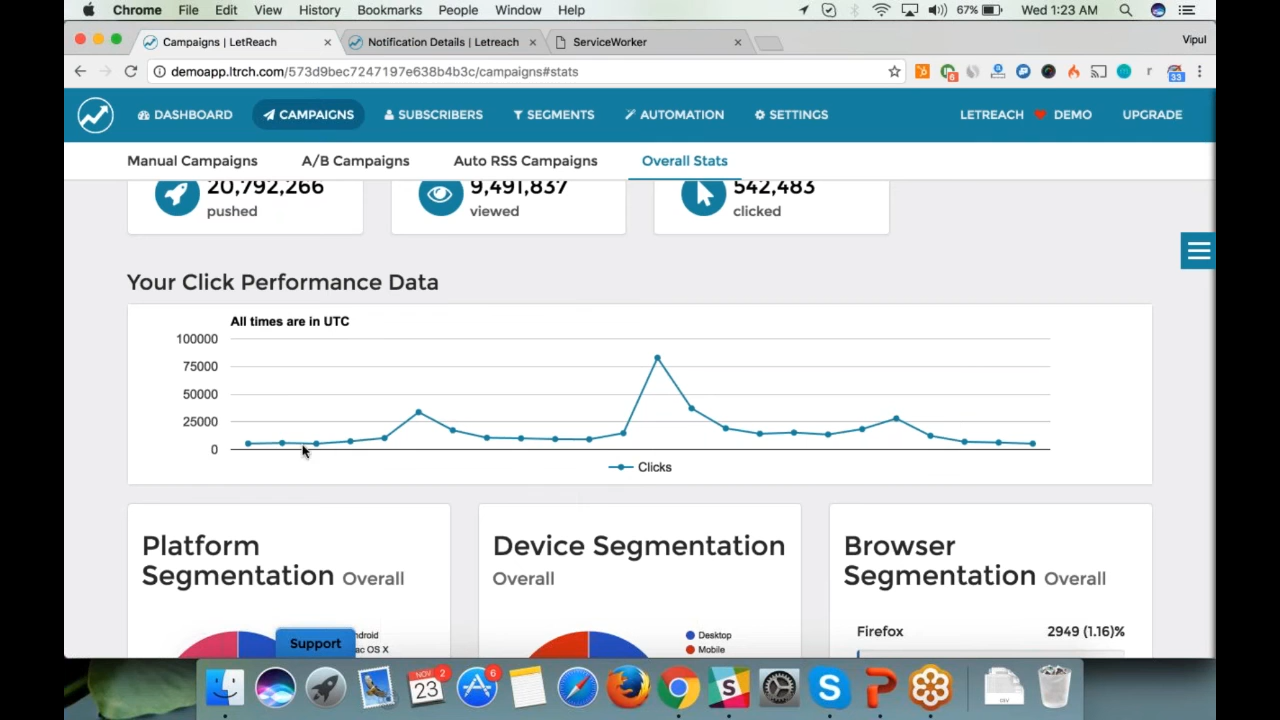 Chrome File Edit View History Bookmarks People Window Help 67% Wed 1:23 AM
Campaigns | LetReach Notification Details | Letreach ServiceWorker Vipul
demoapp.ltrch.com/573d9bec7247197e638b4b3c/campaigns#stats 6 r 33
DASHBOARD CAMPAIGNS SUBSCRIBERS SEGMENTS AUTOMATION SETTINGS LETREACH DEMO UPGRADE
Manual Campaigns A/B Campaigns Auto RSS Campaigns Overall Stats
20,792,266 9,491,837 542,483
pushed viewed clicked
Your Click Performance Data
All times are in UTC
100000
75000
50000
25000
0
Clicks
Platform
Segmentation Overall
Device Segmentation
Overall
Browser
Segmentation Overall
Firefox 2949 (1.16)%
Desktop
Mobile
Support
NOV 2
23
6
S
S